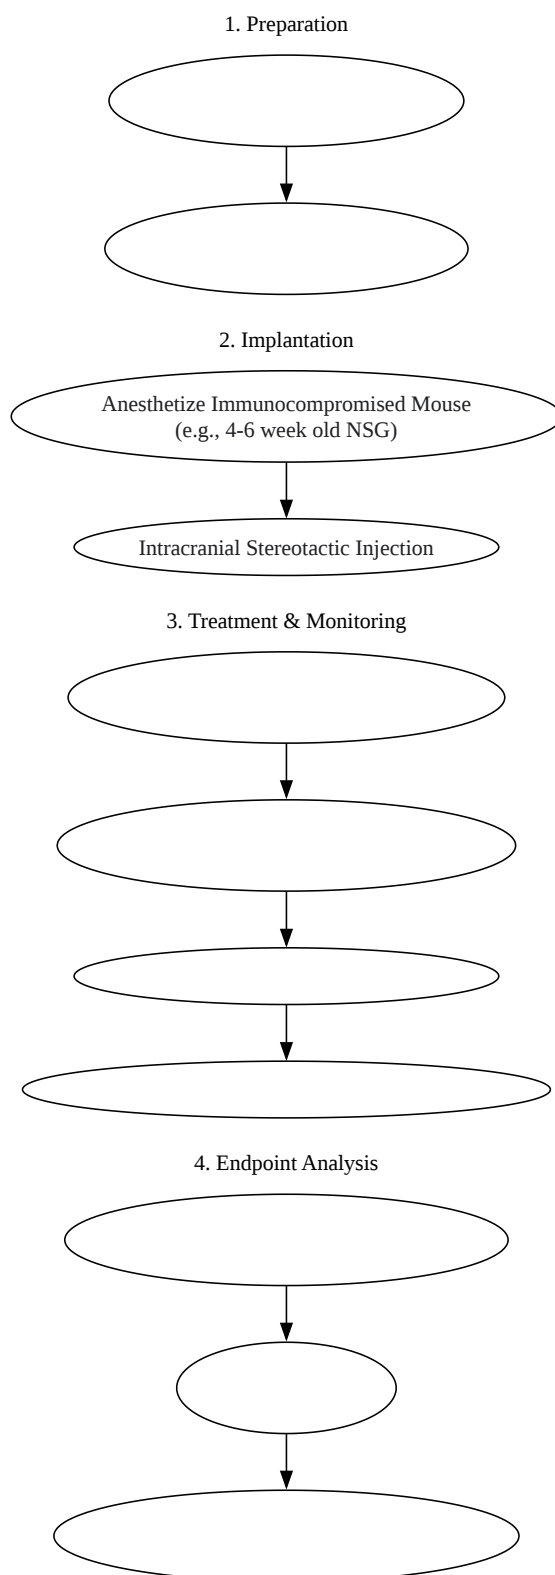 1. Preparation
2. Implantation
Anesthetize Immunocompromised Mouse
(e.g., 4-6 week old NSG)
Intracranial Stereotactic Injection
3. Treatment & Monitoring
4. Endpoint Analysis